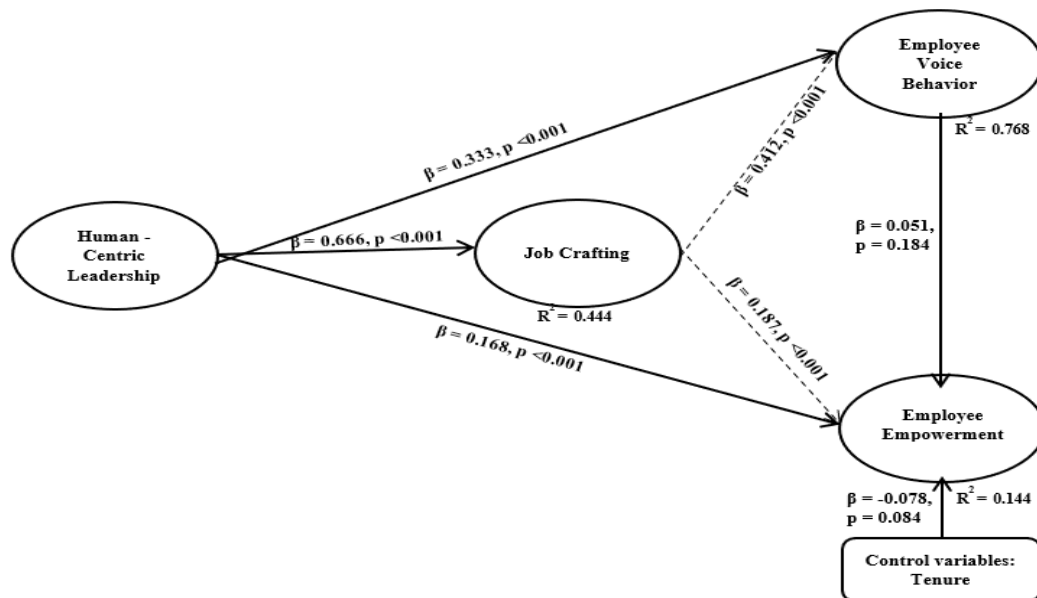 Employee
Voice
Behavior
R² = 0.768
β = 0.333, p <0.001
β = 0.412, p <0.001
Human -
Centric
Leadership
β = 0.666, p <0.001
Job Crafting
R² = 0.444
β = 0.051,
p = 0.184
β = 0.168, p <0.001
β = 0.187, p <0.001
Employee
Empowerment
β = -0.078,
p = 0.084
R² = 0.144
Control variables:
Tenure